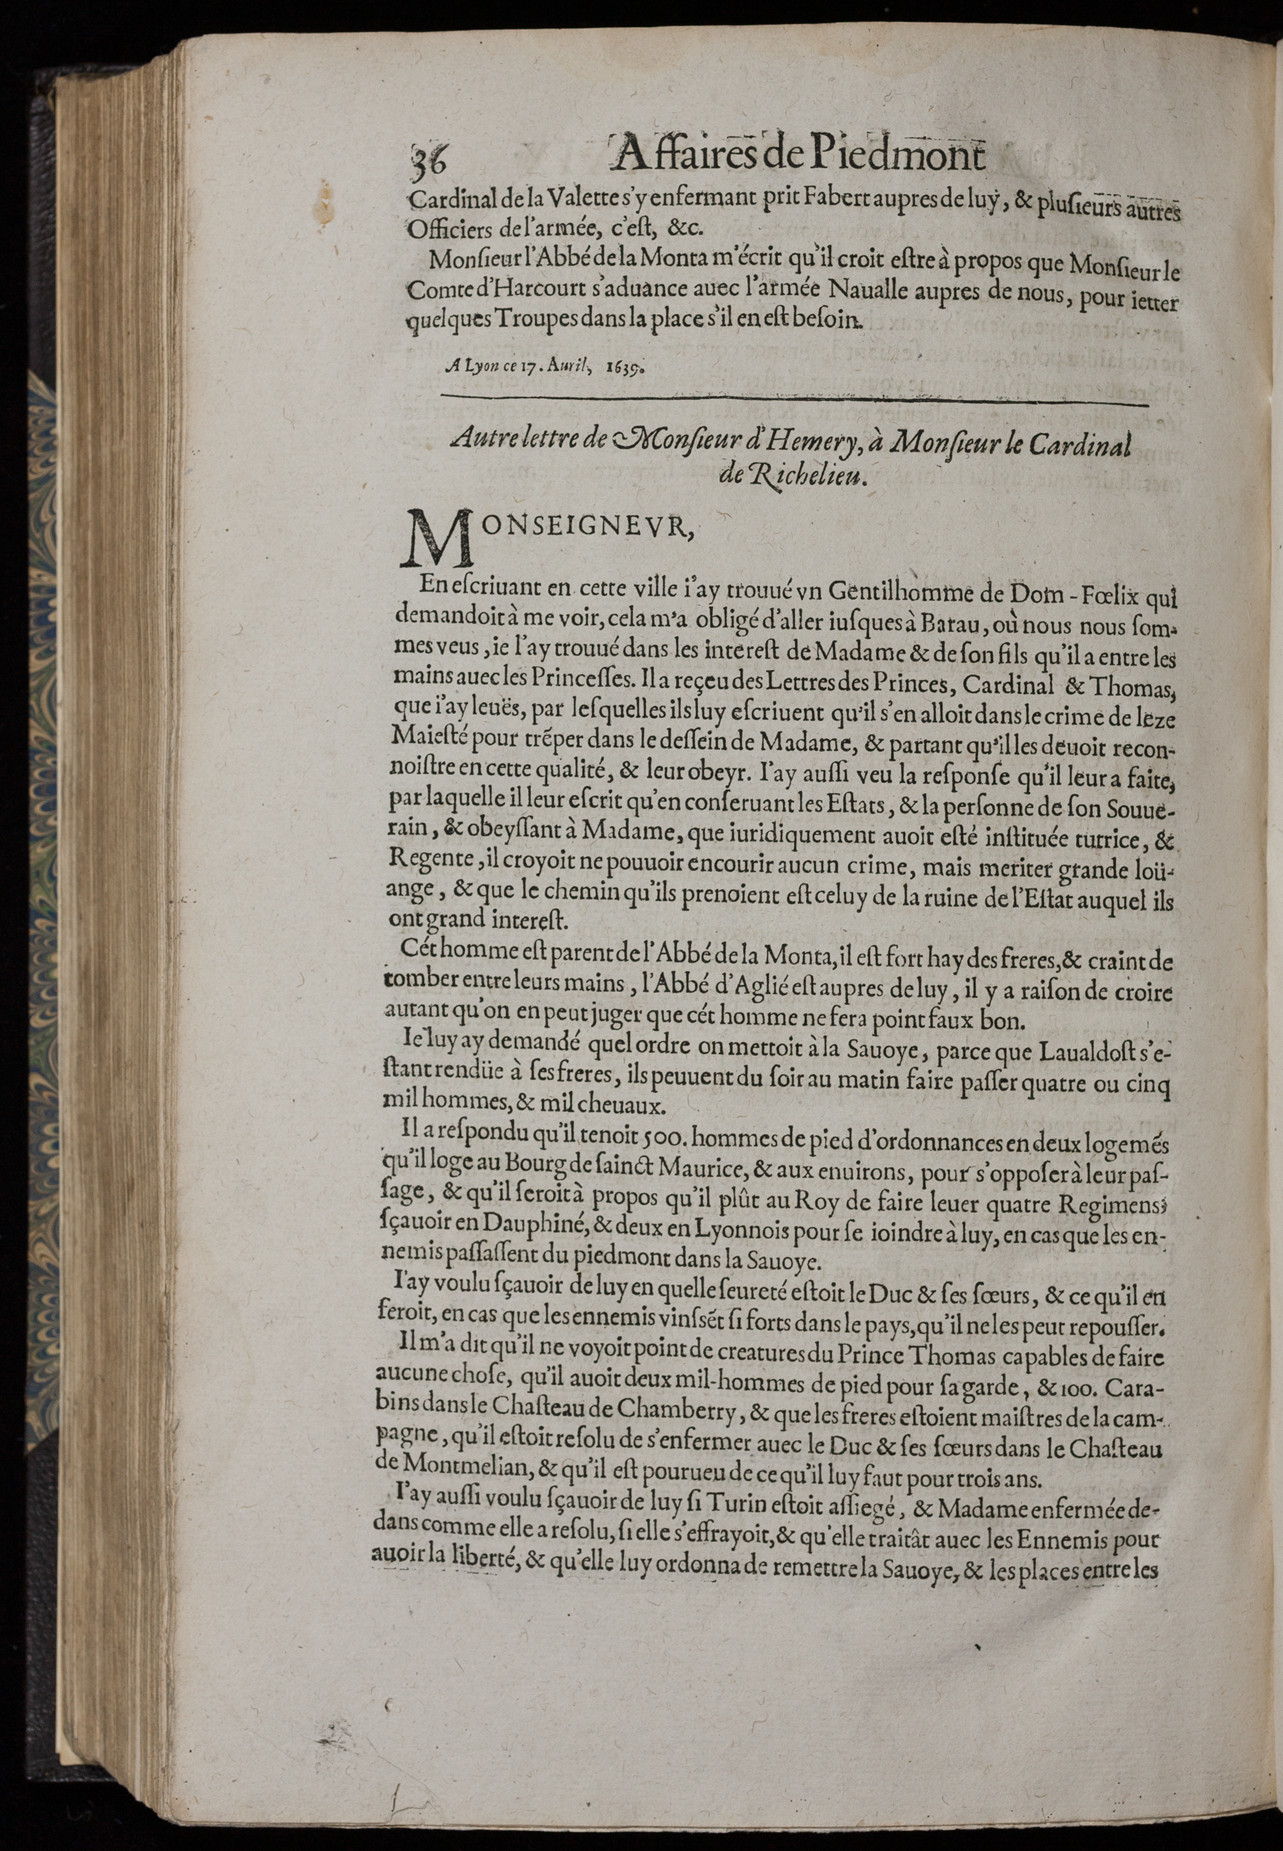 36 Affaires de Piedmont
Cardinal de la Valette s'y enfermant prit Fabert aupres de luy, & pluſieurs autres
Officiers de l'armée, c'eſt, &c.
Monſieur l'Abbé de la Monta m'écrit qu'il croit eſtre à propos que Monſieur le
Comte d'Harcourt s'aduance auec l'armée Naualle aupres de nous, pour ietter
quelques Troupes dans la place s'il en eſt beſoin.
A Lyon ce 17. Auril, 1639.
Autre lettre de Monſieur d'Hemery, à Monſieur le Cardinal
de Richelieu.
MONSEIGNEVR,
En eſcriuant en cette ville i'ay trouué vn Gentilhomme de Dom-Fœlix qui
demandoit à me voir, cela m'a obligé d'aller iuſques à Barau, où nous nous ſom-
mes veus, ie l'ay trouué dans les intereſt de Madame & de ſon fils qu'il a entre les
mains auec les Princeſſes. Il a reçeu des Lettres des Princes, Cardinal & Thomas,
que i'ay leuës, par leſquelles ils luy eſcriuent qu'il s'en alloit dans le crime de leze
Maieſté pour trẽper dans le deſſein de Madame, & partant qu'il les deuoit recon-
noiſtre en cette qualité, & leur obeyr. I'ay auſſi veu la reſponſe qu'il leur a faite,
par laquelle il leur eſcrit qu'en conſeruant les Eſtats, & la perſonne de ſon Souue-
rain, & obeyſſant à Madame, que iuridiquement auoit eſté inſtituée tutrice, &
Regente, il croyoit ne pouuoir encourir aucun crime, mais meriter grande loü-
ange, & que le chemin qu'ils prenoient eſt celuy de la ruine de l'Eſtat auquel ils
ont grand intereſt.
Cét homme eſt parent de l'Abbé de la Monta, il eſt fort hay des freres, & craint de
tomber entre leurs mains, l'Abbé d'Aglié eſt aupres de luy, il y a raiſon de croire
autant qu'on en peut juger que cét homme ne fera point faux bon.
Ie luy ay demandé quel ordre on mettoit à la Sauoye, parce que Laualdoſt s'e-
ſtant rendüe à ſes freres, ils peuuent du ſoir au matin faire paſſer quatre ou cinq
mil hommes, & mil cheuaux.
Il a reſpondu qu'il tenoit 500. hommes de pied d'ordonnances en deux logemẽs
qu'il loge au Bourg de ſainct Maurice, & aux enuirons, pour s'oppoſer à leur paſ-
ſage, & qu'il ſeroit à propos qu'il plût au Roy de faire leuer quatre Regimens;
ſçauoir en Dauphiné, & deux en Lyonnois pour ſe ioindre à luy, en cas que les en-
nemis paſſaſſent du piedmont dans la Sauoye.
I'ay voulu ſçauoir de luy en quelle ſeureté eſtoit le Duc & ſes ſœurs, & ce qu'il en
feroit, en cas que les ennemis vinſsẽt ſi forts dans le pays, qu'il ne les peut repouſſer.
Il m'a dit qu'il ne voyoit point de creatures du Prince Thomas capables de faire
aucune choſe, qu'il auoit deux mil-hommes de pied pour ſa garde, & 100. Cara-
bins dans le Chaſteau de Chamberry, & que les freres eſtoient maiſtres de la cam-
pagne, qu'il eſtoit reſolu de s'enfermer auec le Duc & ſes ſœurs dans le Chaſteau
de Montmelian, & qu'il eſt pourueu de ce qu'il luy faut pour trois ans.
I'ay auſſi voulu ſçauoir de luy ſi Turin eſtoit aſſiegé, & Madame enfermée de-
dans comme elle a reſolu, ſi elle s'effrayoit, & qu'elle traitât auec les Ennemis pour
auoir la liberté, & qu'elle luy ordonna de remettre la Sauoye, & les places entre les